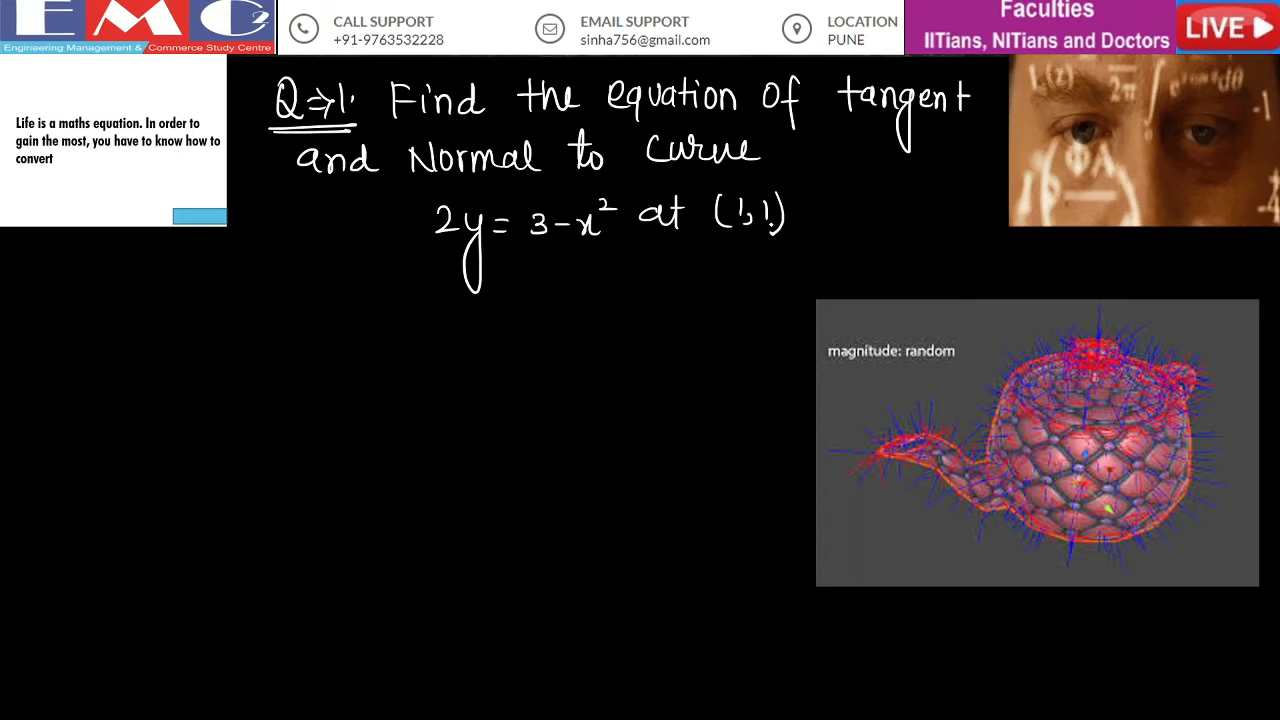 EMC
Engineering Management & Commerce Study Centre
CALL SUPPORT
+91-9763532228
EMAIL SUPPORT
sinha756@gmail.com
LOCATION
PUNE
Faculties
IITians, NITians and Doctors
LIVE
Life is a maths equation. In order to
gain the most, you have to know how to
convert
Q⇒1. Find the equation of tangent
and Normal to curve
2y = 3 - x² at (1,1)
magnitude: random